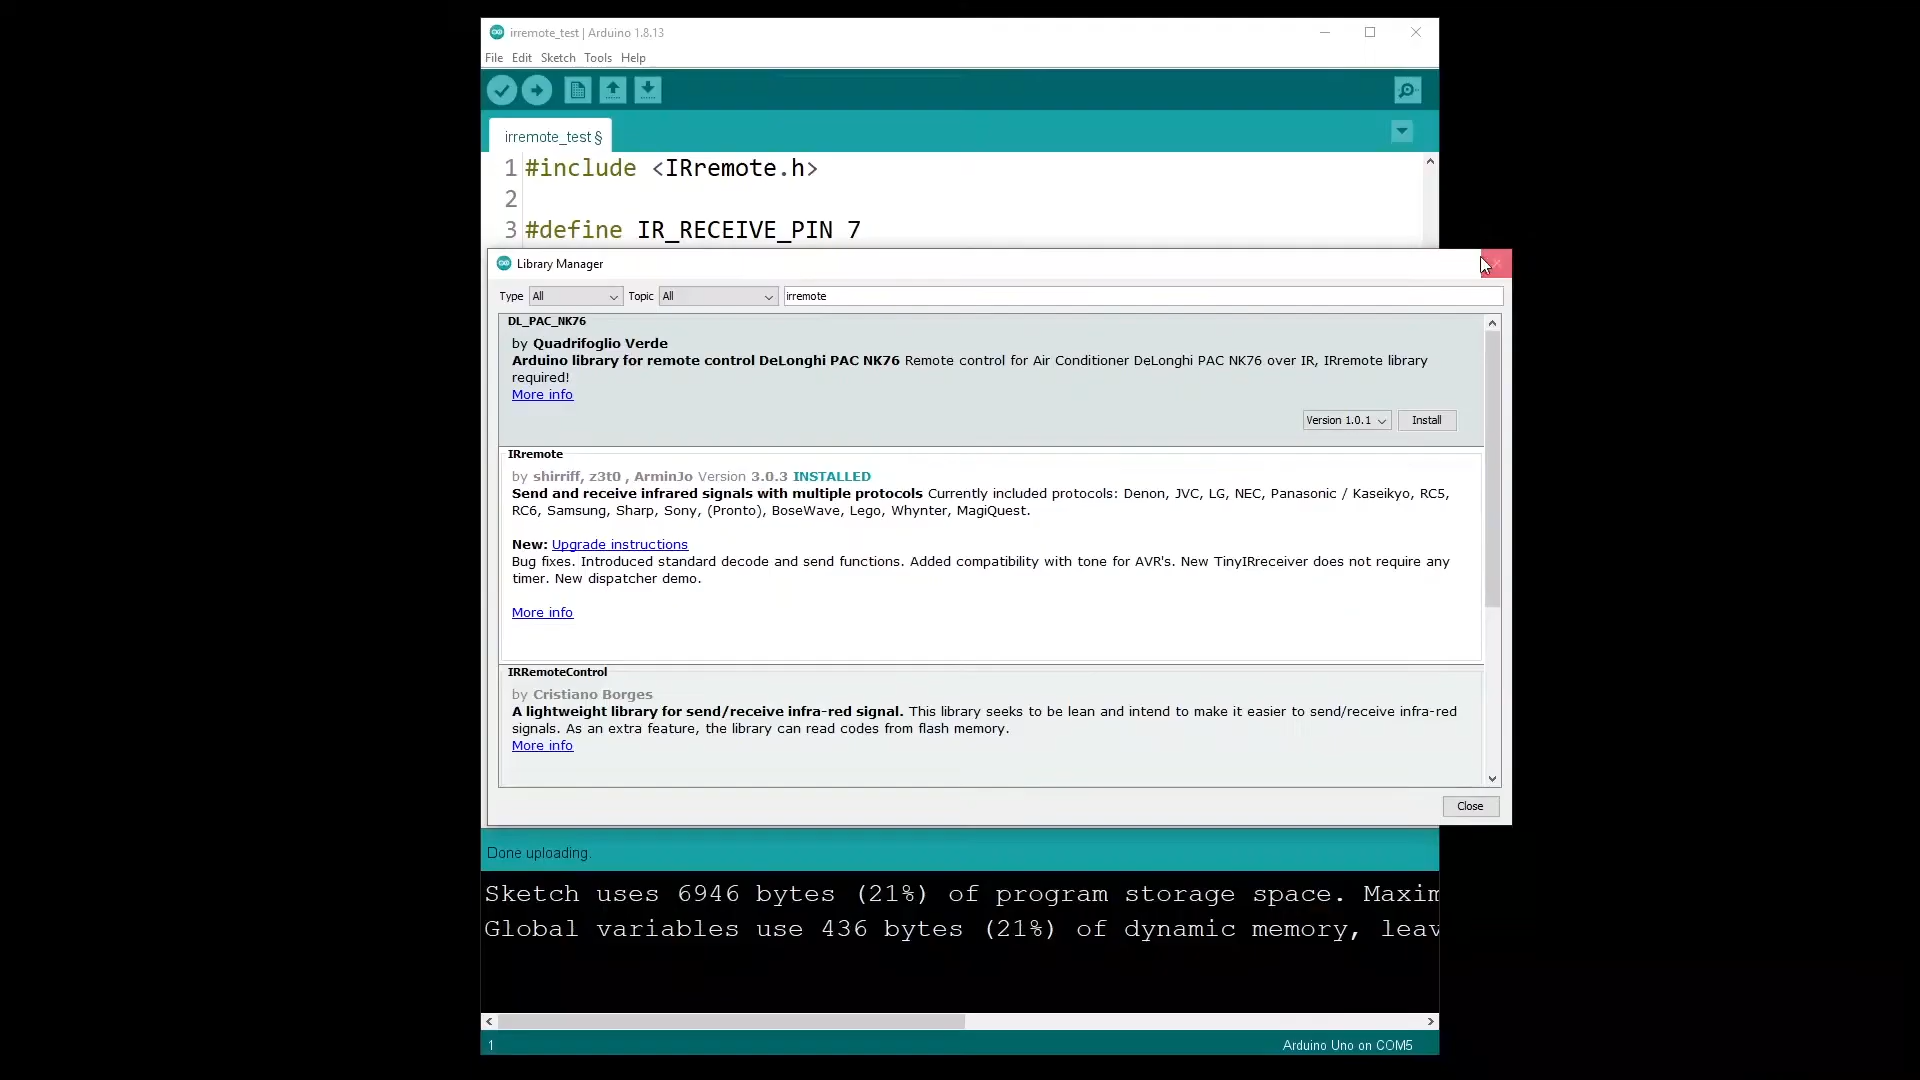 irremote_test | Arduino 1.8.13
File Edit Sketch Tools Help
irremote_test §
1 #include <IRremote.h>
2
3 #define IR_RECEIVE_PIN 7
Library Manager
Type All Topic All irremote
DL_PAC_NK76
by Quadrifoglio Verde
Arduino library for remote control DeLonghi PAC NK76 Remote control for Air Conditioner DeLonghi PAC NK76 over IR, IRremote library
required!
More info
Version 1.0.1 Install
IRremote
by shirriff, z3t0 , ArminJo Version 3.0.3 INSTALLED
Send and receive infrared signals with multiple protocols Currently included protocols: Denon, JVC, LG, NEC, Panasonic / Kaseikyo, RC5,
RC6, Samsung, Sharp, Sony, (Pronto), BoseWave, Lego, Whynter, MagiQuest.
New: Upgrade instructions
Bug fixes. Introduced standard decode and send functions. Added compatibility with tone for AVR's. New TinyIRreceiver does not require any
timer. New dispatcher demo.
More info
IRRemoteControl
by Cristiano Borges
A lightweight library for send/receive infra-red signal. This library seeks to be lean and intend to make it easier to send/receive infra-red
signals. As an extra feature, the library can read codes from flash memory.
More info
Close
Done uploading.
Sketch uses 6946 bytes (21%) of program storage space. Maxim
Global variables use 436 bytes (21%) of dynamic memory, leav
1 Arduino Uno on COM5